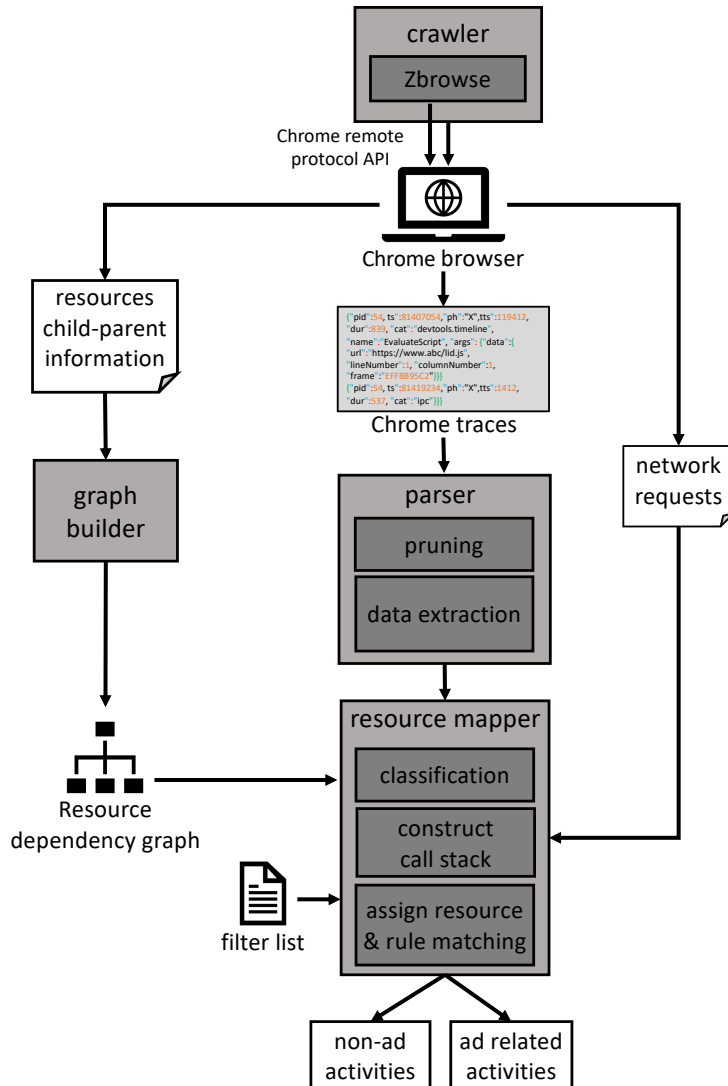 crawler
Zbrowse
Chrome remote
protocol API
Chrome browser
resources
child-parent
information
{"pid":54, ts":81407054,"ph":"X",tts":119412,
"dur":839, "cat":"devtools.timeline",
"name":"EvaluateScript", "args": {"data":{
"url":"https://www.abc/lid.js",
"lineNumber":1, "columnNumber":1,
"frame":"EFF8B95C2"}}}
{"pid":54, ts":81419234,"ph":"X",tts":1412,
"dur":537, "cat":"ipc"}}}
Chrome traces
network
requests
graph
builder
parser
pruning
data extraction
resource mapper
classification
construct
call stack
assign resource
& rule matching
Resource
dependency graph
filter list
non-ad
activities
ad related
activities